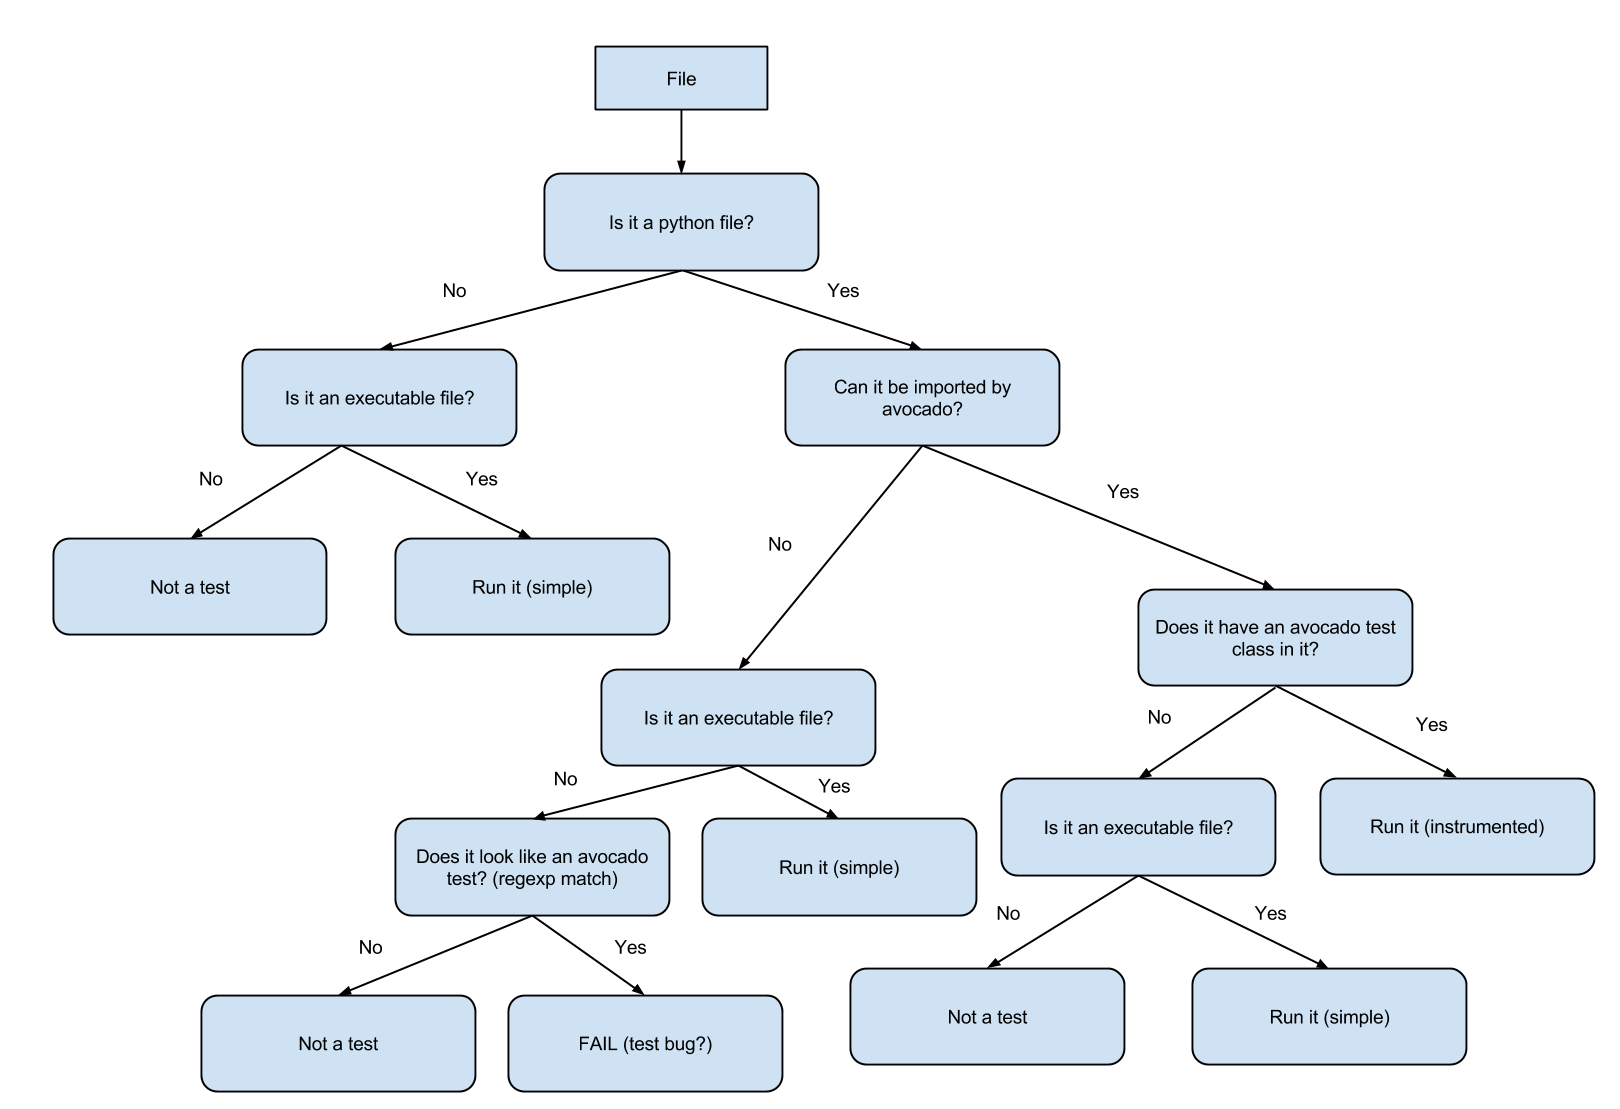 File
Is it a python file?
No
Yes
Is it an executable file?
Can it be imported by
avocado?
No
Yes
Yes
No
Not a test
Run it (simple)
Does it have an avocado test
class in it?
Is it an executable file?
No
Yes
No
Yes
Does it look like an avocado
test? (regexp match)
Run it (simple)
Is it an executable file?
Run it (instrumented)
No
Yes
No
Yes
Not a test
FAIL (test bug?)
Not a test
Run it (simple)